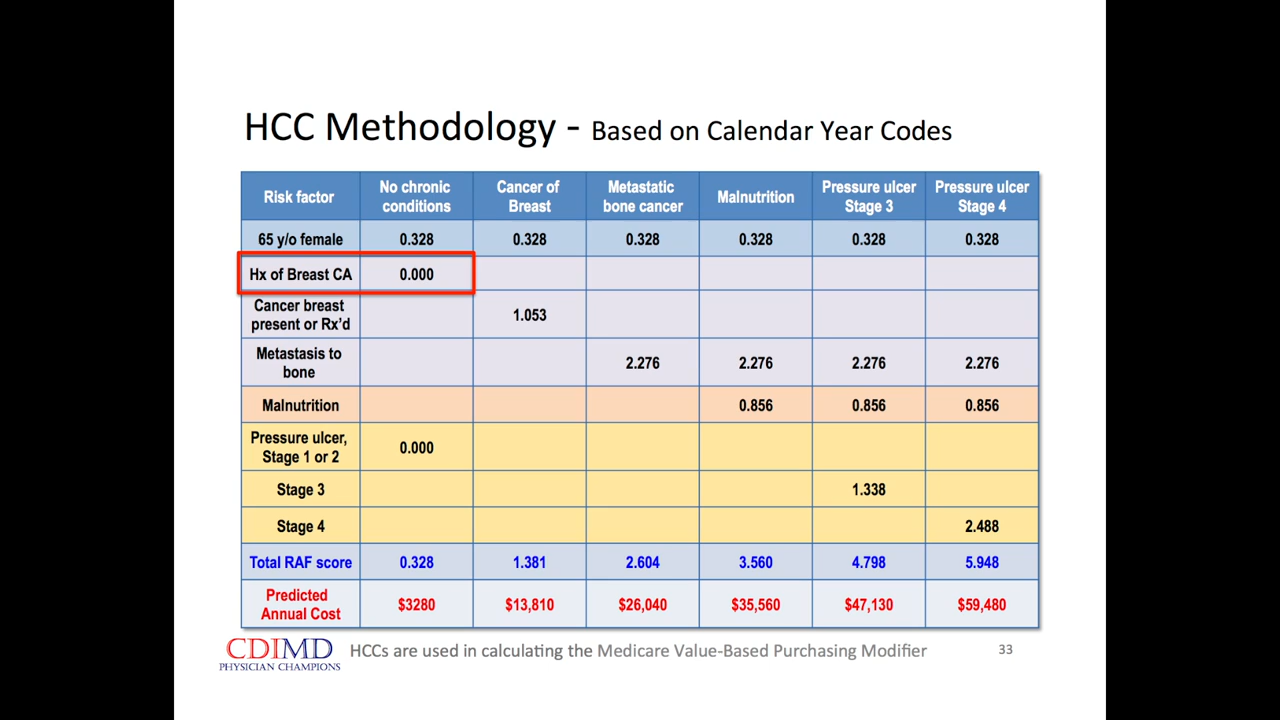 HCC Methodology - Based on Calendar Year Codes
Risk factor No chronic conditions Cancer of Breast Metastatic bone cancer Malnutrition Pressure ulcer Stage 3 Pressure ulcer Stage 4
65 y/o female 0.328 0.328 0.328 0.328 0.328 0.328
Hx of Breast CA 0.000
Cancer breast present or Rx'd 1.053
Metastasis to bone 2.276 2.276 2.276 2.276
Malnutrition 0.856 0.856 0.856
Pressure ulcer, Stage 1 or 2 0.000
Stage 3 1.338
Stage 4 2.488
Total RAF score 0.328 1.381 2.604 3.560 4.798 5.948
Predicted Annual Cost $3280 $13,810 $26,040 $35,560 $47,130 $59,480
CDIMD
PHYSICIAN CHAMPIONS
HCCs are used in calculating the Medicare Value-Based Purchasing Modifier
33